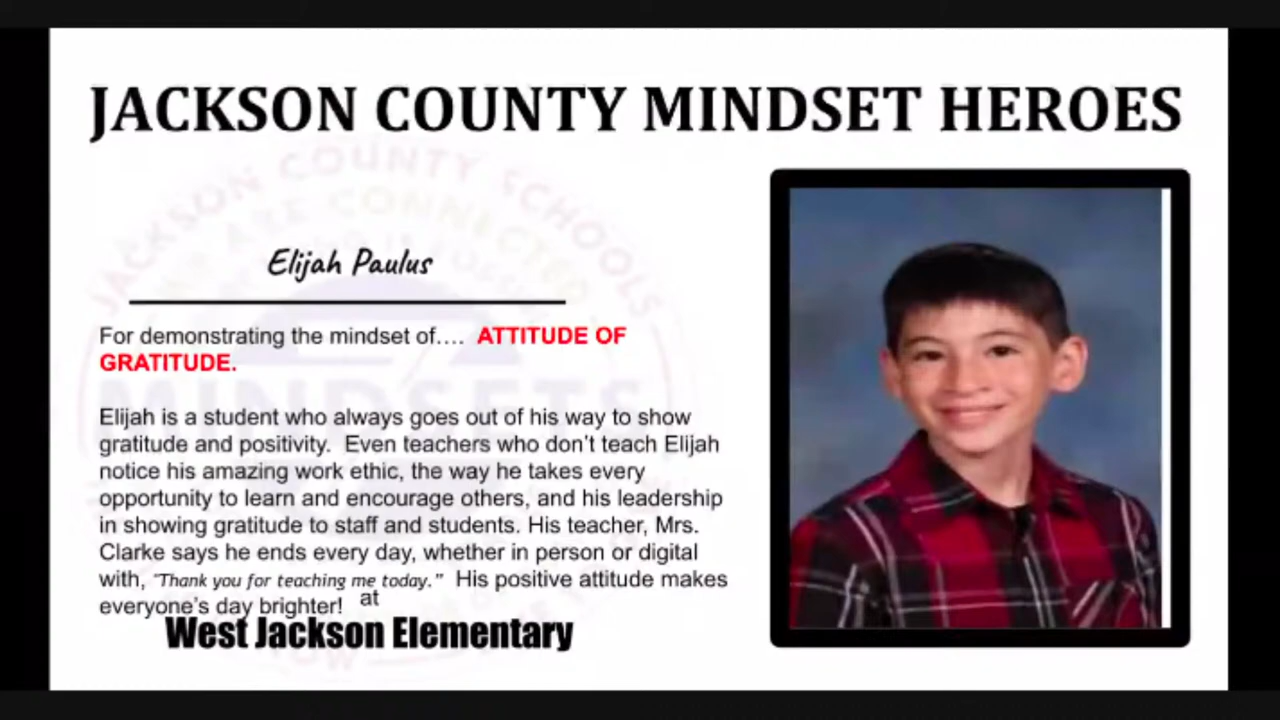 JACKSON COUNTY MINDSET HEROES
JACKSON COUNTY SCHOOLS
Elijah Paulus
For demonstrating the mindset of.... ATTITUDE OF
GRATITUDE.
MINDSETS
Elijah is a student who always goes out of his way to show
gratitude and positivity. Even teachers who don't teach Elijah
notice his amazing work ethic, the way he takes every
opportunity to learn and encourage others, and his leadership
in showing gratitude to staff and students. His teacher, Mrs.
Clarke says he ends every day, whether in person or digital
with, "Thank you for teaching me today." His positive attitude makes
everyone's day brighter! at
West Jackson Elementary